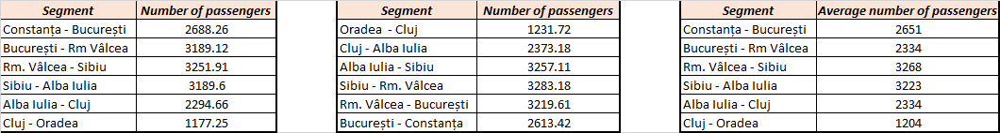 Segment Number of passengers
Constanța - București 2688.26
București - Rm Vâlcea 3189.12
Rm. Vâlcea - Sibiu 3251.91
Sibiu - Alba Iulia 3189.6
Alba Iulia - Cluj 2294.66
Cluj - Oradea 1177.25
Segment Number of passengers
Oradea - Cluj 1231.72
Cluj - Alba Iulia 2373.18
Alba Iulia - Sibiu 3257.11
Sibiu - Rm. Vâlcea 3283.18
Rm. Vâlcea - București 3219.61
București - Constanța 2613.42
Segment Average number of passengers
Constanța - București 2651
București - Rm Vâlcea 2334
Rm. Vâlcea - Sibiu 3268
Sibiu - Alba Iulia 3223
Alba Iulia - Cluj 2334
Cluj - Oradea 1204